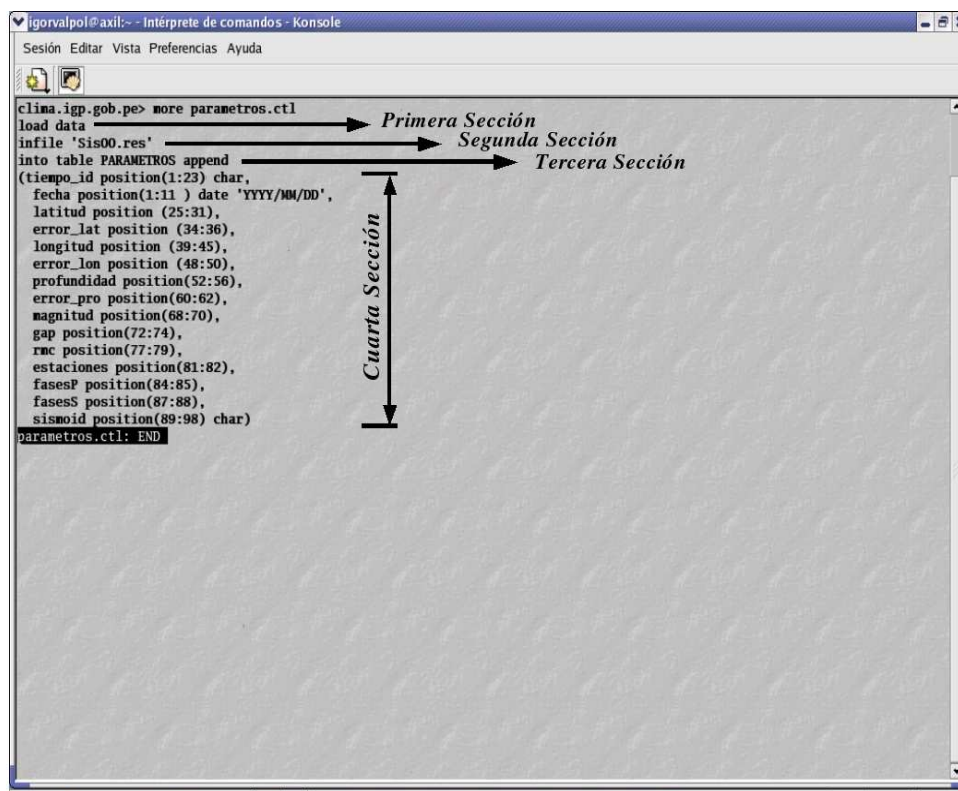 igorvalpol@axil:~ - Intérprete de comandos - Konsole
Sesión Editar Vista Preferencias Ayuda
clima.igp.gob.pe> more parametros.ctl
load data Primera Sección
infile 'Sis00.res' Segunda Sección
into table PARAMETROS append Tercera Sección
(tiempo_id position(1:23) char,
fecha position(1:11 ) date 'YYYY/MM/DD',
latitud position (25:31),
error_lat position (34:36),
longitud position (39:45),
error_lon position (48:50),
profundidad position(52:56),
error_pro position(60:62),
magnitud position(68:70),
gap position(72:74),
rmc position(77:79),
estaciones position(81:82),
fasesP position(84:85),
fasesS position(87:88),
sismoid position(89:98) char)
Cuarta Sección
parametros.ctl: END